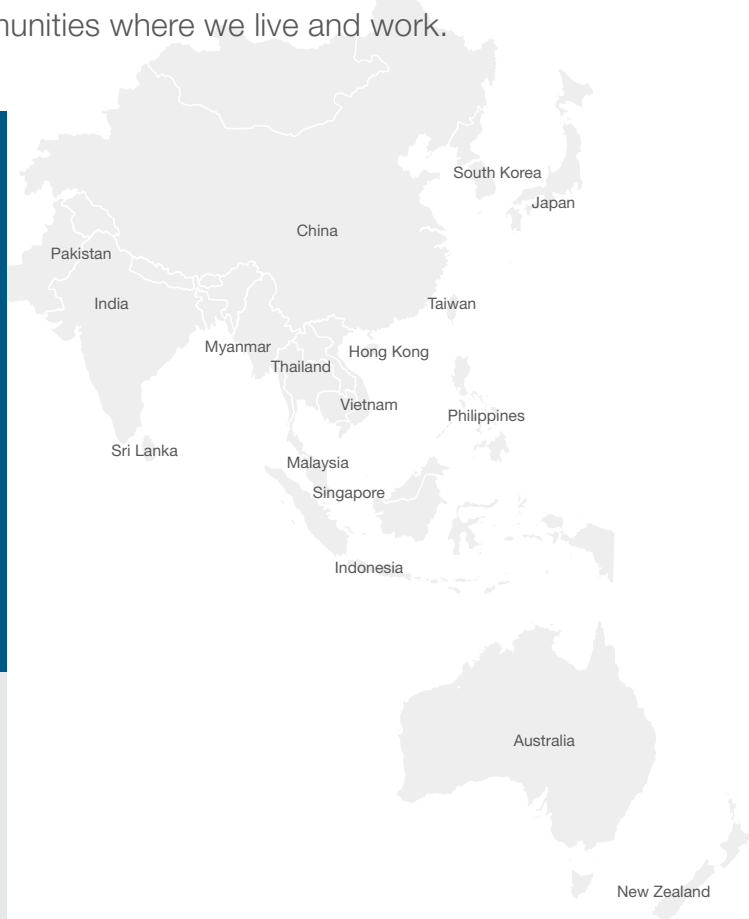 where we live and work.
South Korea
Japan
China
Pakistan
India
Taiwan
Myanmar
Hong Kong
Thailand
Vietnam
Philippines
Sri Lanka
Malaysia
Singapore
Indonesia
Australia
New Zealand